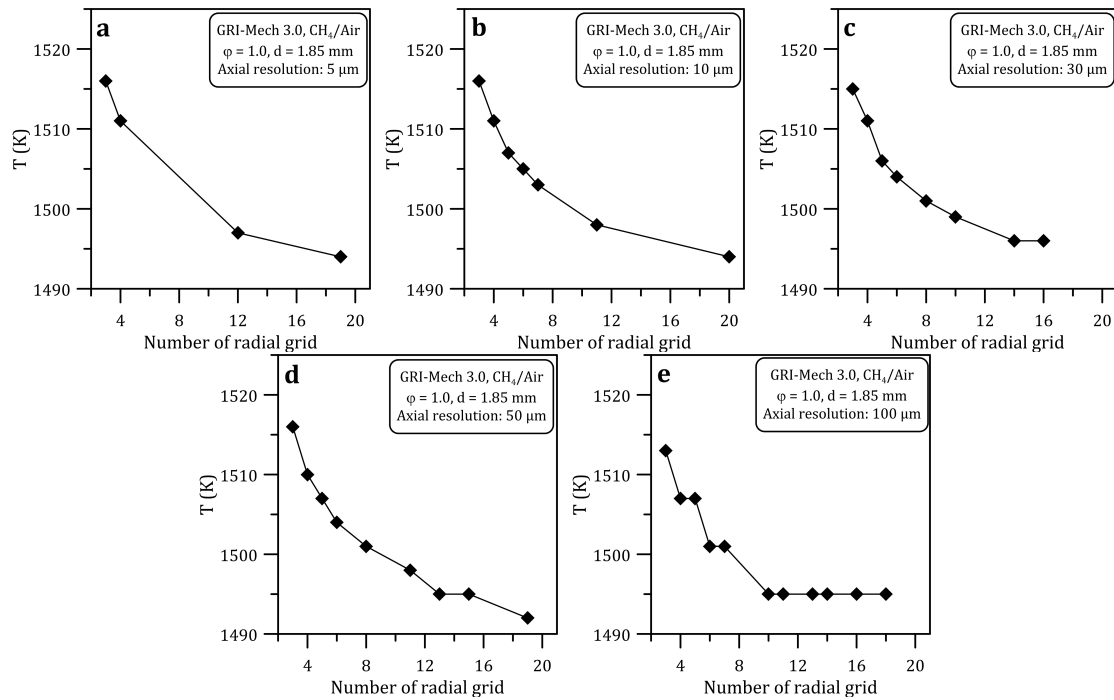 a
GRI-Mech 3.0, CH₄/Air
φ = 1.0, d = 1.85 mm
Axial resolution: 5 μm
1520
1510
1500
1490
T (K)
4 8 12 16 20
Number of radial grid
b
GRI-Mech 3.0, CH₄/Air
φ = 1.0, d = 1.85 mm
Axial resolution: 10 μm
1520
1510
1500
1490
T (K)
4 8 12 16 20
Number of radial grid
c
GRI-Mech 3.0, CH₄/Air
φ = 1.0, d = 1.85 mm
Axial resolution: 30 μm
1520
1510
1500
1490
T (K)
4 8 12 16 20
Number of radial grid
d
GRI-Mech 3.0, CH₄/Air
φ = 1.0, d = 1.85 mm
Axial resolution: 50 μm
1520
1510
1500
1490
T (K)
4 8 12 16 20
Number of radial grid
e
GRI-Mech 3.0, CH₄/Air
φ = 1.0, d = 1.85 mm
Axial resolution: 100 μm
1520
1510
1500
1490
T (K)
4 8 12 16 20
Number of radial grid